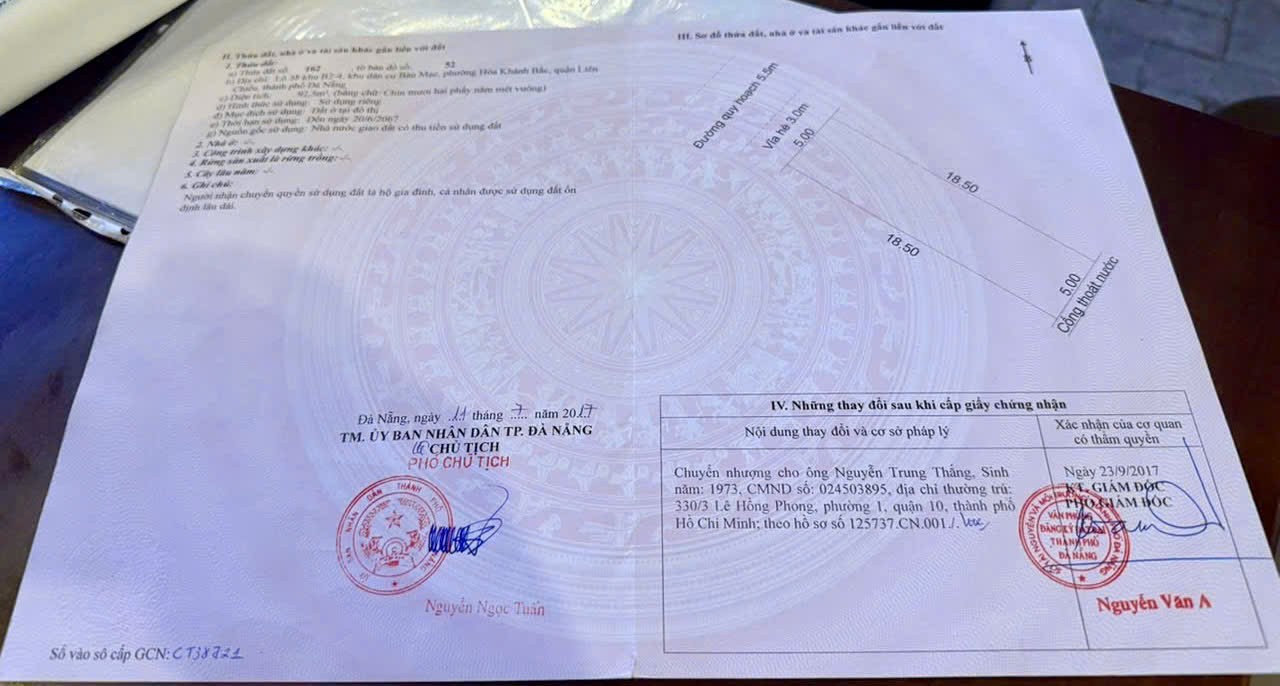 II. Thửa đất, nhà ở và tài sản khác gắn liền với đất
1. Thửa đất:
a) Thửa đất số: 162 , tờ bản đồ số: 52
b) Địa chỉ: Lô 38 khu B2-4, khu dân cư Bàu Mạc, phường Hòa Khánh Bắc, quận Liên
Chiểu, thành phố Đà Nẵng
c) Diện tích: 92,5m², (bằng chữ: Chín mươi hai phẩy năm mét vuông)
d) Hình thức sử dụng: Sử dụng riêng
đ) Mục đích sử dụng: Đất ở tại đô thị
e) Thời hạn sử dụng: Đến ngày 20/6/2067
g) Nguồn gốc sử dụng: Nhà nước giao đất có thu tiền sử dụng đất
2. Nhà ở: -/-
3. Công trình xây dựng khác: -/-
4. Rừng sản xuất là rừng trồng: -/-
5. Cây lâu năm: -/-
6. Ghi chú:
Người nhận chuyển quyền sử dụng đất là hộ gia đình, cá nhân được sử dụng đất ổn
định lâu dài.
Đà Nẵng, ngày 11 tháng 7 năm 2017
TM. ỦY BAN NHÂN DÂN TP. ĐÀ NẴNG
CHỦ TỊCH
PHÓ CHỦ TỊCH
Nguyễn Ngọc Tuấn
Số vào sổ cấp GCN: CT38721
III. Sơ đồ thửa đất, nhà ở và tài sản khác gắn liền với đất
Đường quy hoạch 5.5m
Vỉa hè 3.0m
5.00
18.50
18.50
5.00
Cống thoát nước
IV. Những thay đổi sau khi cấp giấy chứng nhận
Nội dung thay đổi và cơ sở pháp lý
Xác nhận của cơ quan
có thẩm quyền
Chuyển nhượng cho ông Nguyễn Trung Thắng, Sinh
năm: 1973, CMND số: 024503895, địa chỉ thường trú:
330/3 Lê Hồng Phong, phường 1, quận 10, thành phố
Hồ Chí Minh; theo hồ sơ số 125737.CN.001./.
Ngày 23/9/2017
KT. GIÁM ĐỐC
PHÓ GIÁM ĐỐC
VĂN PHÒNG
ĐĂNG KÝ ĐẤT ĐAI
THÀNH PHỐ
ĐÀ NẴNG
Nguyễn Văn A